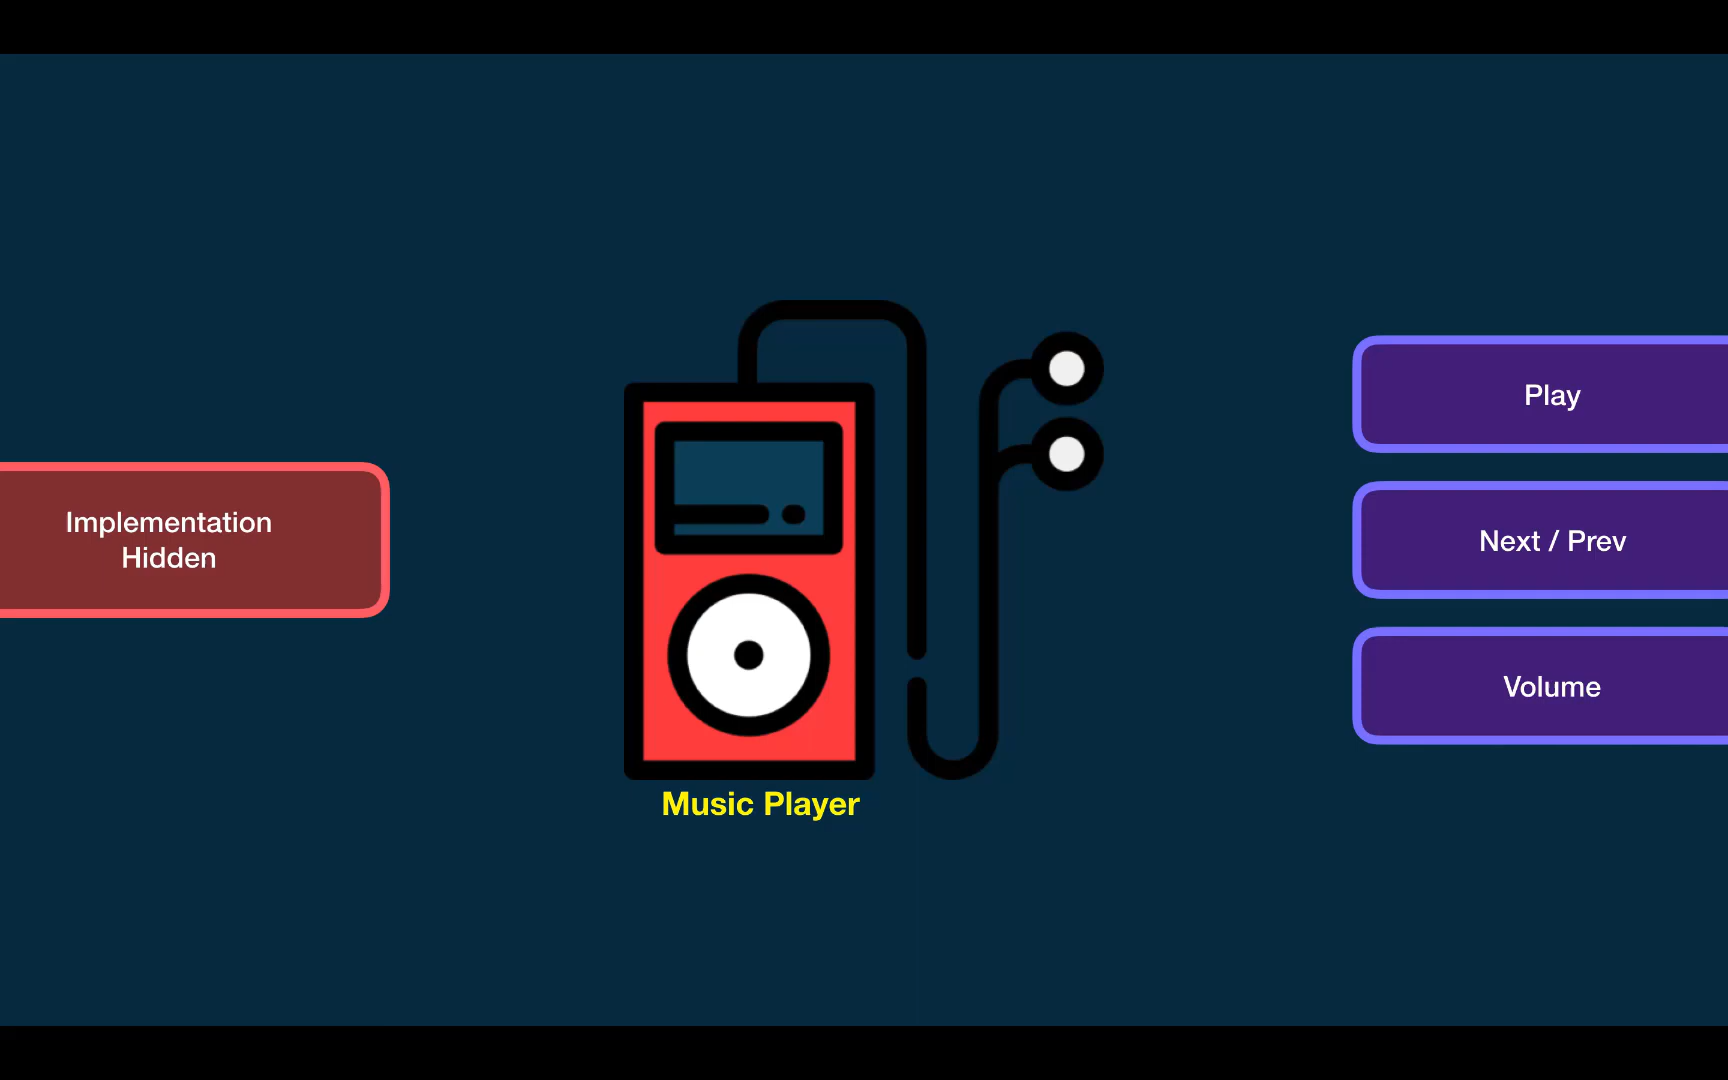 Implementation
Hidden
Music Player
Play
Next / Prev
Volume